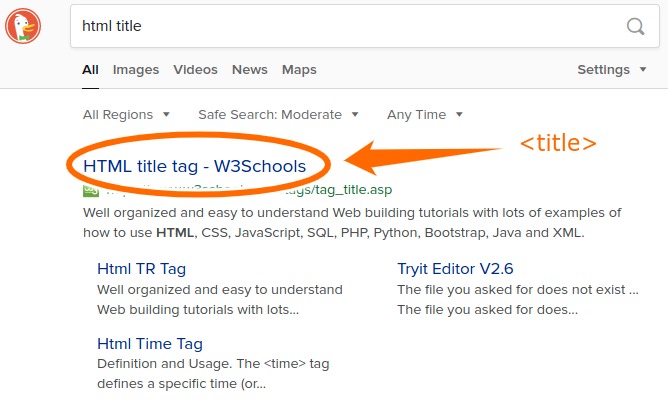 html title
All Images Videos News Maps Settings
All Regions Safe Search: Moderate Any Time
<title>
HTML title tag - W3Schools
tags/tag_title.asp
Well organized and easy to understand Web building tutorials with lots of examples of
how to use HTML, CSS, JavaScript, SQL, PHP, Python, Bootstrap, Java and XML.
Html TR Tag
Well organized and easy to understand
Web building tutorials with lots...
Tryit Editor V2.6
The file you asked for does not exist ...
The file you asked for does...
Html Time Tag
Definition and Usage. The <time> tag
defines a specific time (or...